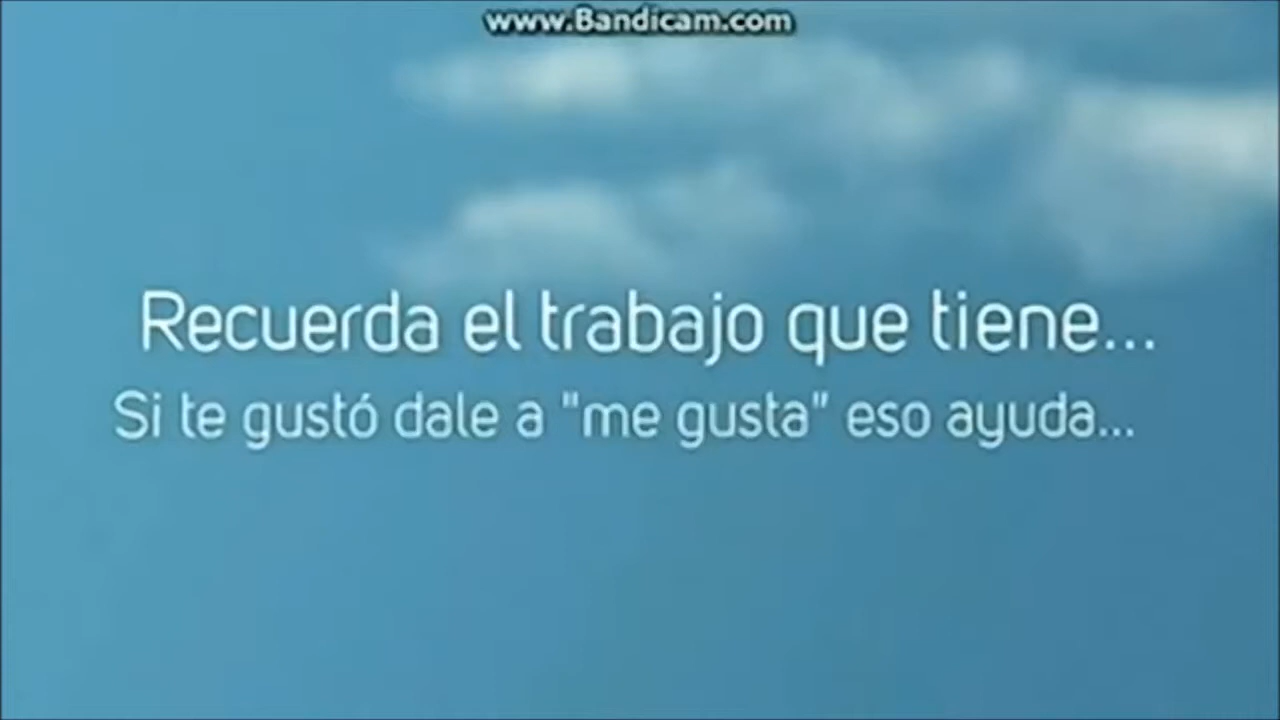 www.Bandicam.com
Recuerda el trabajo que tiene...
Si te gustó dale a "me gusta" eso ayuda...